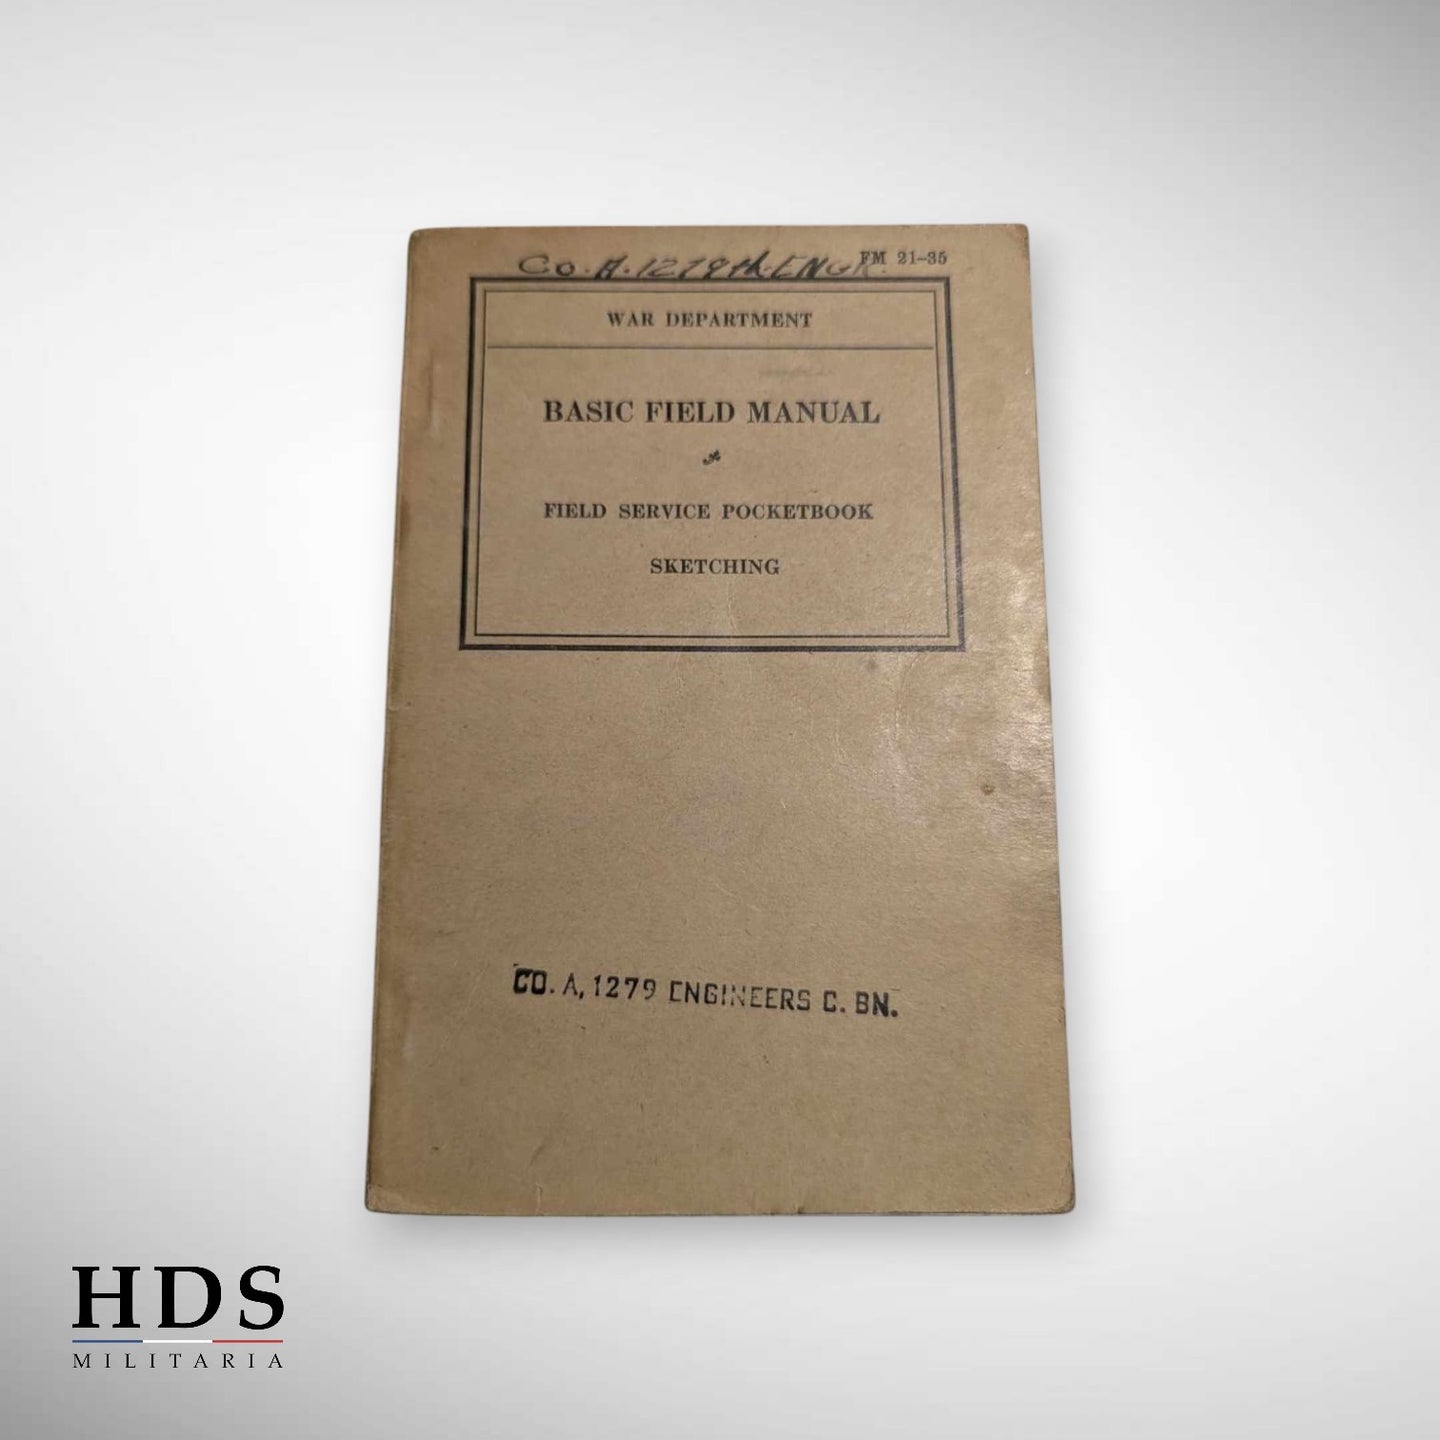 Co. A. 1279th. ENGR.
FM 21–35
WAR DEPARTMENT
BASIC FIELD MANUAL
FIELD SERVICE POCKETBOOK
SKETCHING
CO. A, 1279 ENGINEERS C. BN.
HDS
MILITARIA